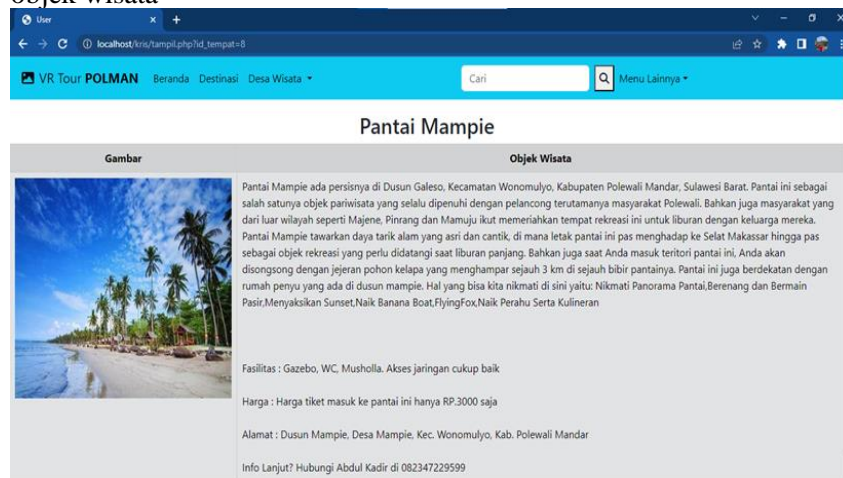 objek wisata
User
localhost/kris/tampil.php?id_tempat=8
VR Tour POLMAN Beranda Destinasi Desa Wisata Cari Menu Lainnya
Pantai Mampie
Gambar Objek Wisata
Pantai Mampie ada persisnya di Dusun Galeso, Kecamatan Wonomulyo, Kabupaten Polewali Mandar, Sulawesi Barat. Pantai ini sebagai
salah satunya objek pariwisata yang selalu dipenuhi dengan pelancong terutamanya masyarakat Polewali. Bahkan juga masyarakat yang
dari luar wilayah seperti Majene, Pinrang dan Mamuju ikut memeriahkan tempat rekreasi ini untuk liburan dengan keluarga mereka.
Pantai Mampie tawarkan daya tarik alam yang asri dan cantik, di mana letak pantai ini pas menghadap ke Selat Makassar hingga pas
sebagai objek rekreasi yang perlu didatangi saat liburan panjang. Bahkan juga saat Anda masuk teritori pantai ini, Anda akan
disongsong dengan jejeran pohon kelapa yang menghampar sejauh 3 km di sejauh bibir pantainya. Pantai ini juga berdekatan dengan
rumah penyu yang ada di dusun mampie. Hal yang bisa kita nikmati di sini yaitu: Nikmati Panorama Pantai,Berenang dan Bermain
Pasir,Menyaksikan Sunset,Naik Banana Boat,FlyingFox,Naik Perahu Serta Kulineran
Fasilitas : Gazebo, WC, Musholla. Akses jaringan cukup baik
Harga : Harga tiket masuk ke pantai ini hanya RP.3000 saja
Alamat : Dusun Mampie, Desa Mampie, Kec. Wonomulyo, Kab. Polewali Mandar
Info Lanjut? Hubungi Abdul Kadir di 082347229599